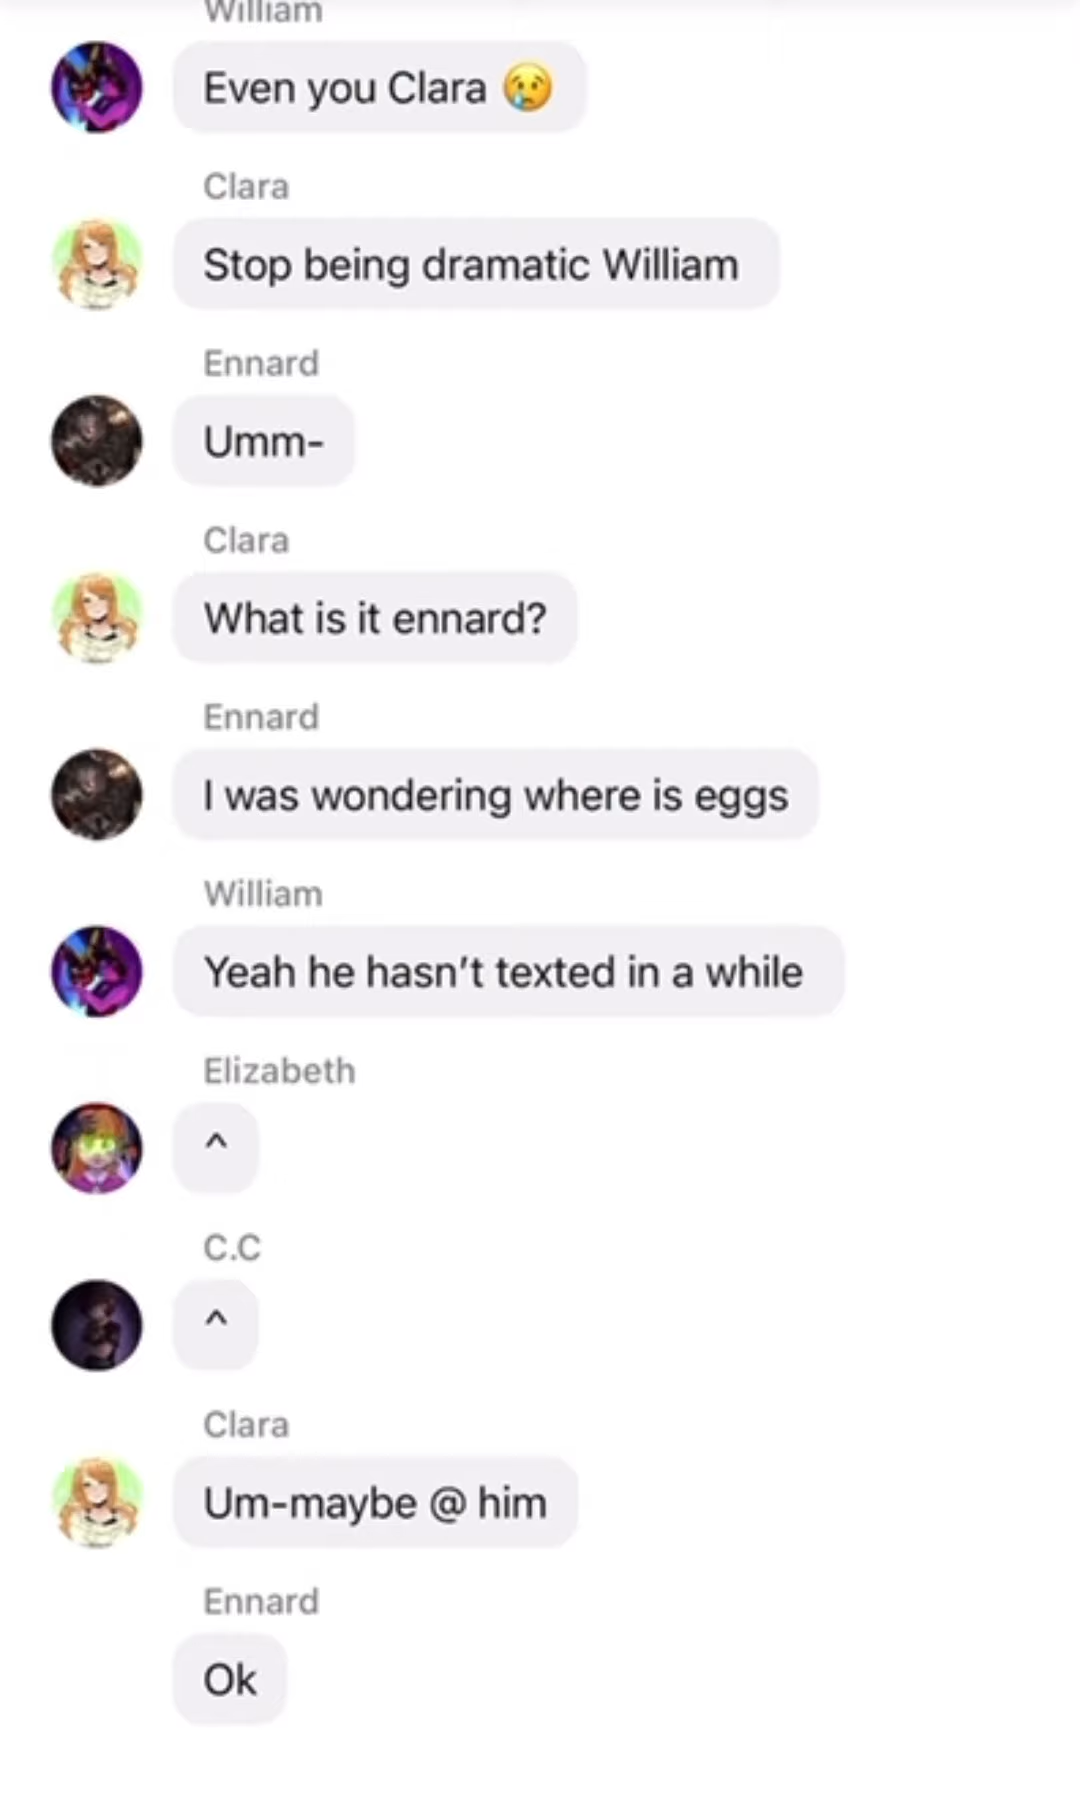 William
Even you Clara 😢
Clara
Stop being dramatic William
Ennard
Umm-
Clara
What is it ennard?
Ennard
I was wondering where is eggs
William
Yeah he hasn’t texted in a while
Elizabeth
^
C.C
^
Clara
Um-maybe @ him
Ennard
Ok